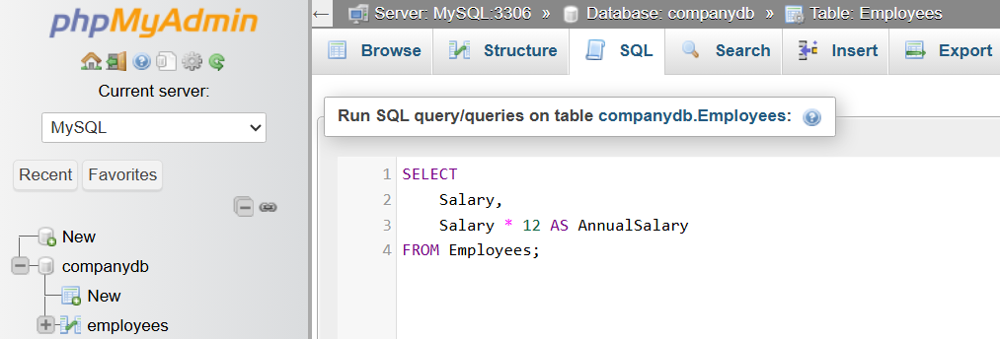 phpMyAdmin
Current server:
MySQL
Recent Favorites
New
companydb
New
employees
Server: MySQL:3306 » Database: companydb » Table: Employees
Browse Structure SQL Search Insert Export
Run SQL query/queries on table companydb.Employees:
1 SELECT
2 Salary,
3 Salary * 12 AS AnnualSalary
4 FROM Employees;